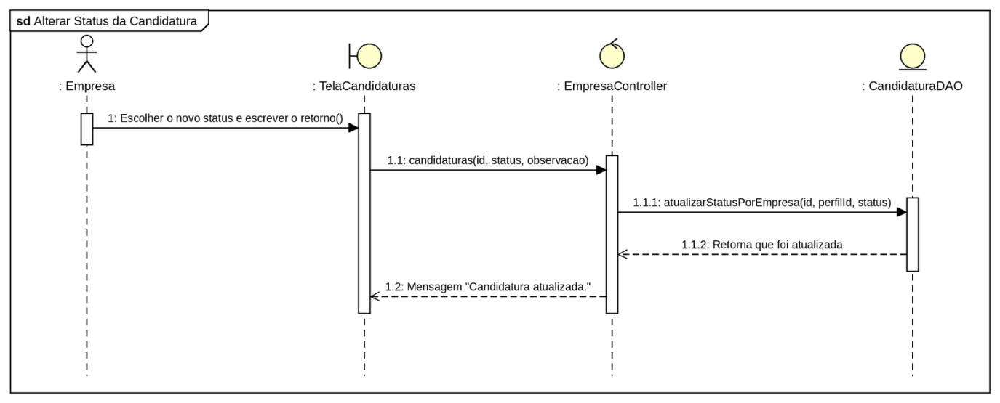 sd Alterar Status da Candidatura
: Empresa
: TelaCandidaturas
: EmpresaController
: CandidaturaDAO
1: Escolher o novo status e escrever o retorno()
1.1: candidaturas(id, status, observacao)
1.1.1: atualizarStatusPorEmpresa(id, perfilId, status)
1.1.2: Retorna que foi atualizada
1.2: Mensagem "Candidatura atualizada."